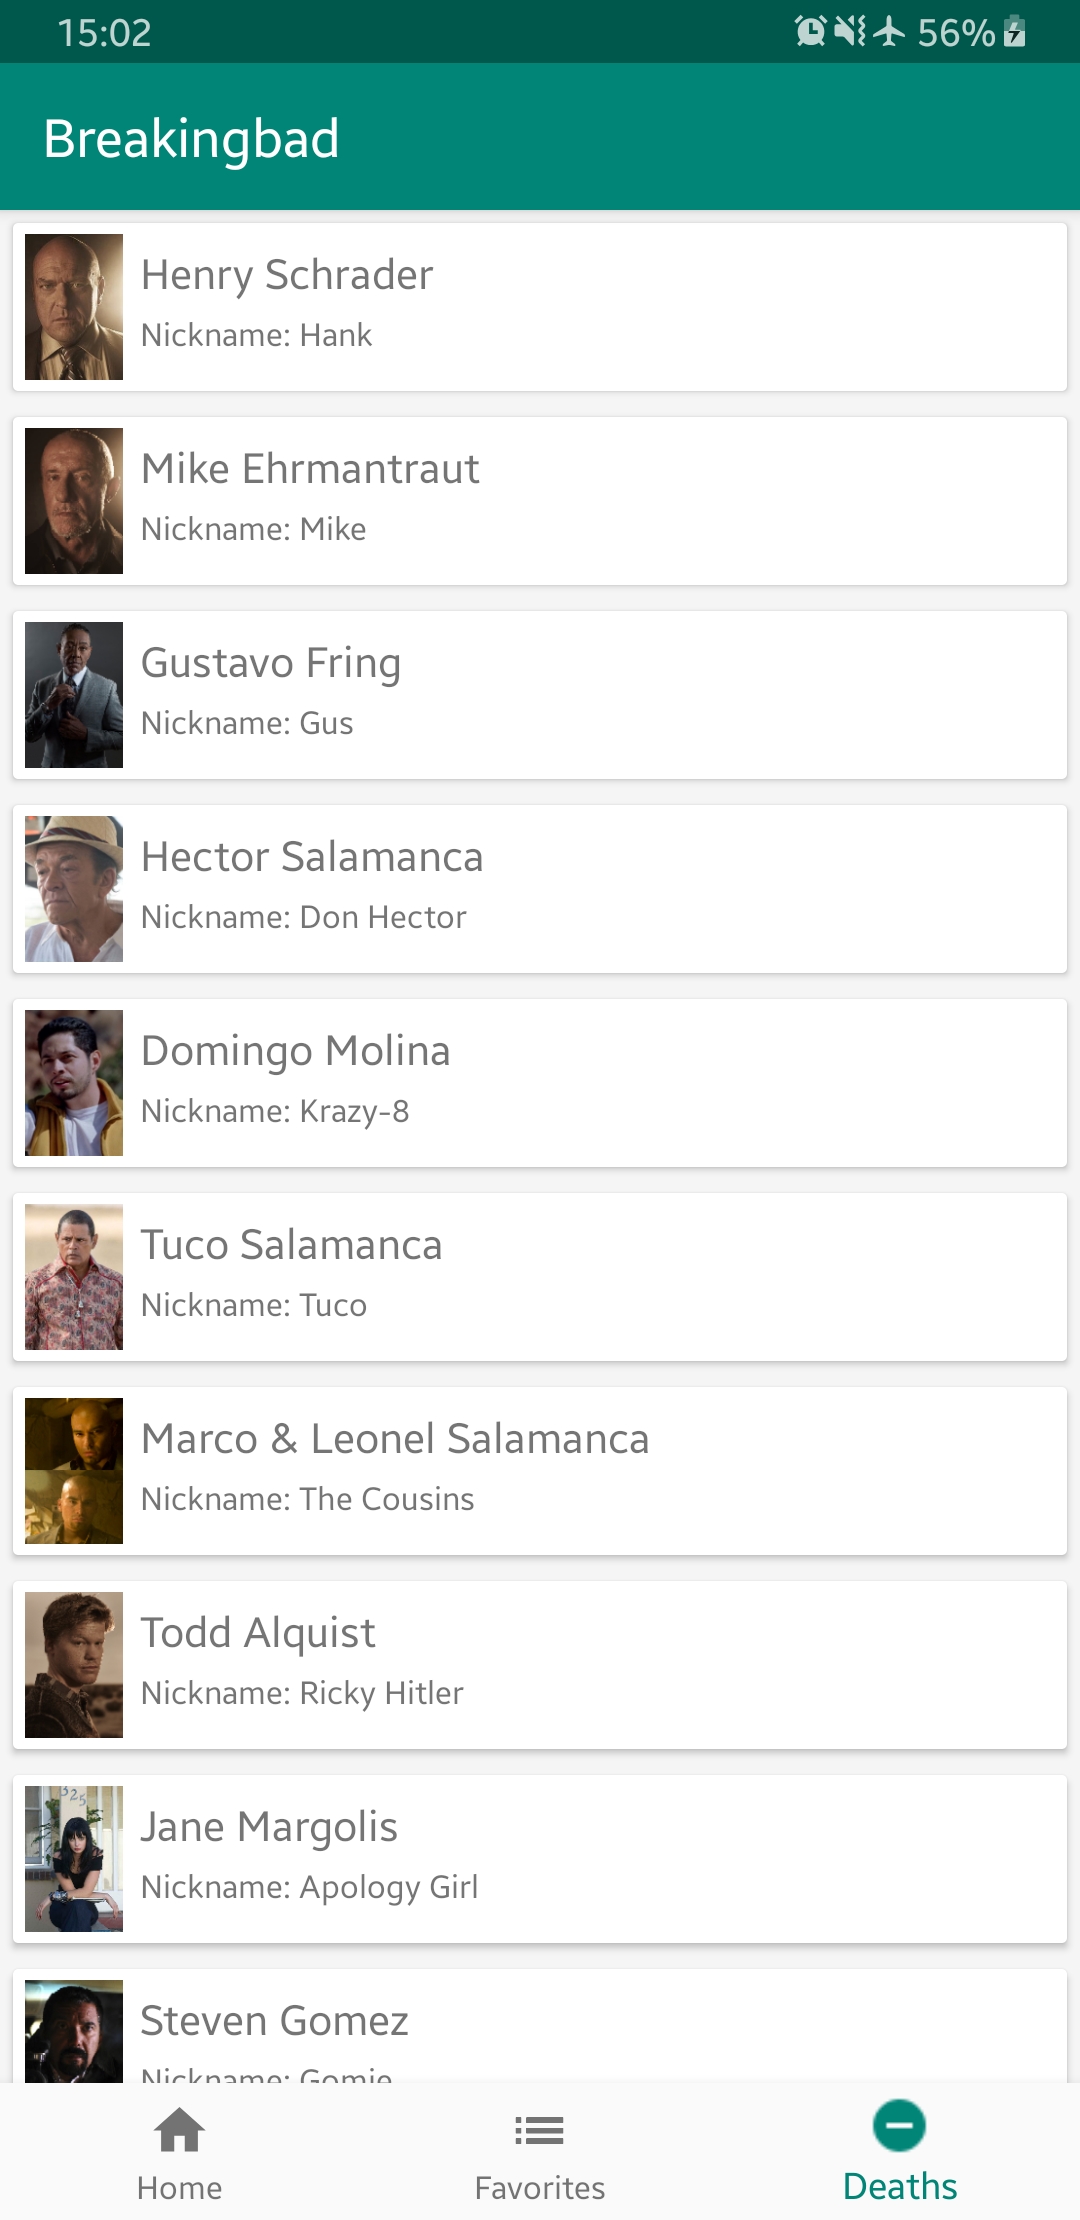 15:02
56%
Breakingbad
Henry Schrader
Nickname: Hank
Mike Ehrmantraut
Nickname: Mike
Gustavo Fring
Nickname: Gus
Hector Salamanca
Nickname: Don Hector
Domingo Molina
Nickname: Krazy-8
Tuco Salamanca
Nickname: Tuco
Marco & Leonel Salamanca
Nickname: The Cousins
Todd Alquist
Nickname: Ricky Hitler
325
Jane Margolis
Nickname: Apology Girl
Steven Gomez
Nickname: Gomie
Home
Favorites
Deaths